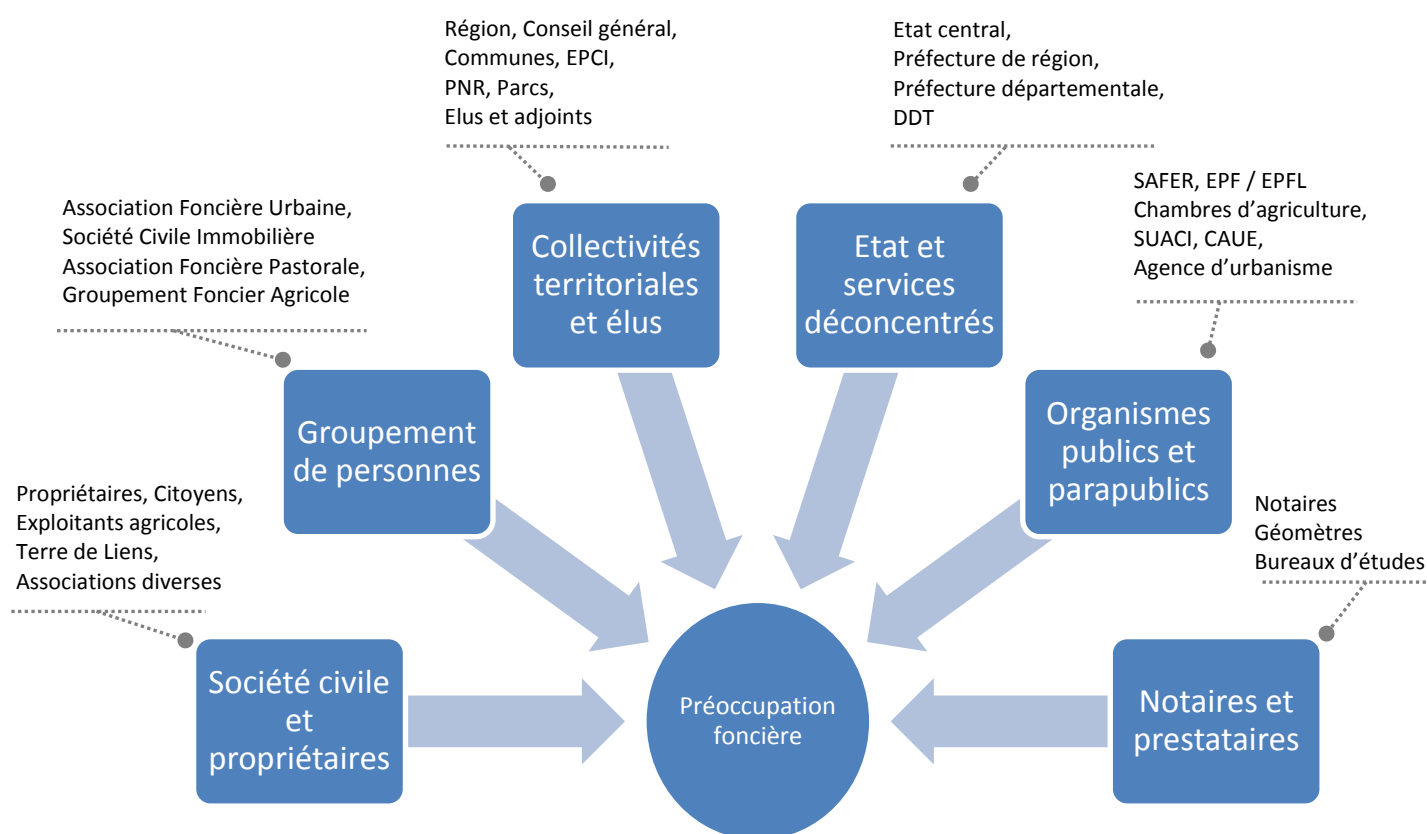 Région, Conseil général,
Communes, EPCI,
PNR, Parcs,
Elus et adjoints
Etat central,
Préfecture de région,
Préfecture départementale,
DDT
SAFER, EPF / EPFL
Chambres d’agriculture,
SUACI, CAUE,
Agence d’urbanisme
Association Foncière Urbaine,
Société Civile Immobilière
Association Foncière Pastorale,
Groupement Foncier Agricole
Collectivités
territoriales
et élus
Etat et
services
déconcentrés
Groupement
de personnes
Organismes
publics et
parapublics
Propriétaires, Citoyens,
Exploitants agricoles,
Terre de Liens,
Associations diverses
Notaires
Géomètres
Bureaux d’études
Société civile
et
propriétaires
Préoccupation
foncière
Notaires et
prestataires